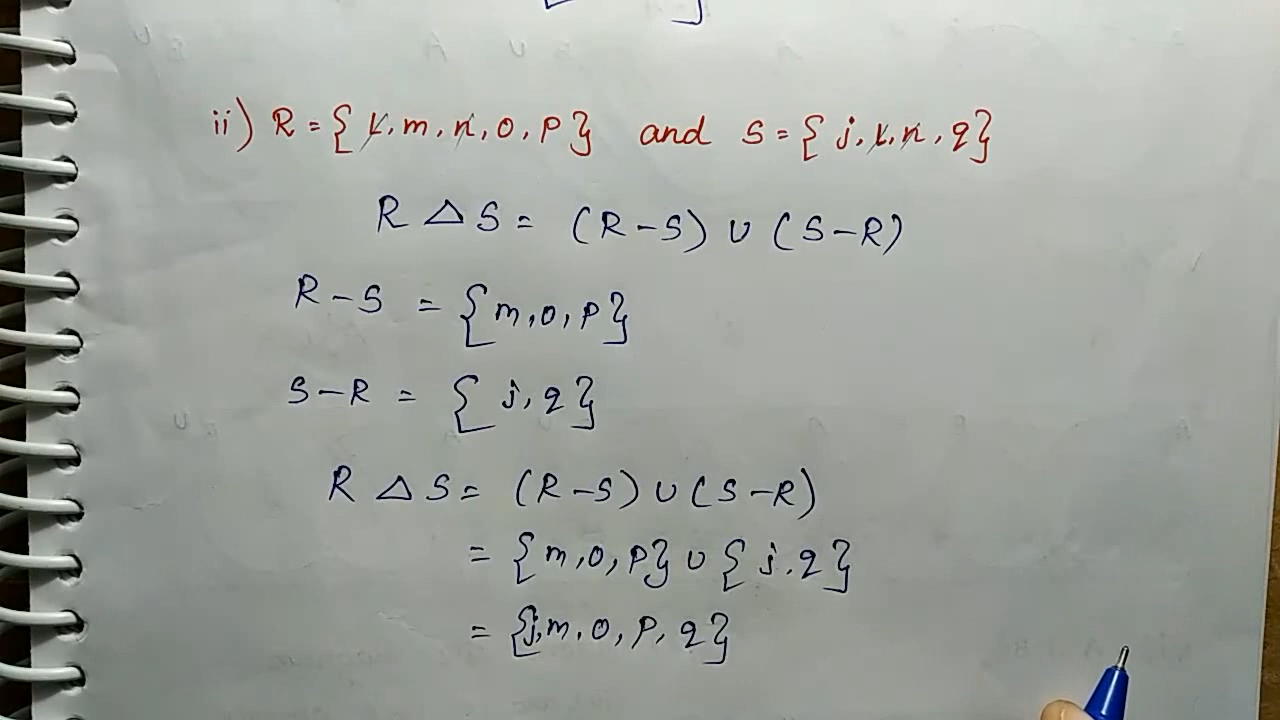 ii) R = { l, m, n, o, p } and S = { j, l, n, q }
R △ S = (R - S) ∪ (S - R)
R - S = { m, o, p }
S - R = { j, q }
R △ S = (R - S) ∪ (S - R)
= { m, o, p } ∪ { j, q }
= { j, m, o, p, q }